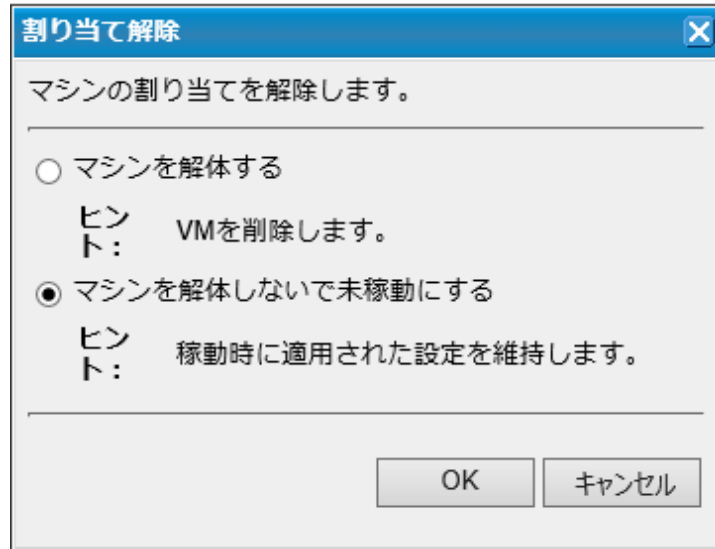 割り当て解除
マシンの割り当てを解除します。
マシンを解体する
ヒン
ト：
VMを削除します。
マシンを解体しないで未稼動にする
ヒン
ト：
稼動時に適用された設定を維持します。
OK
キャンセル